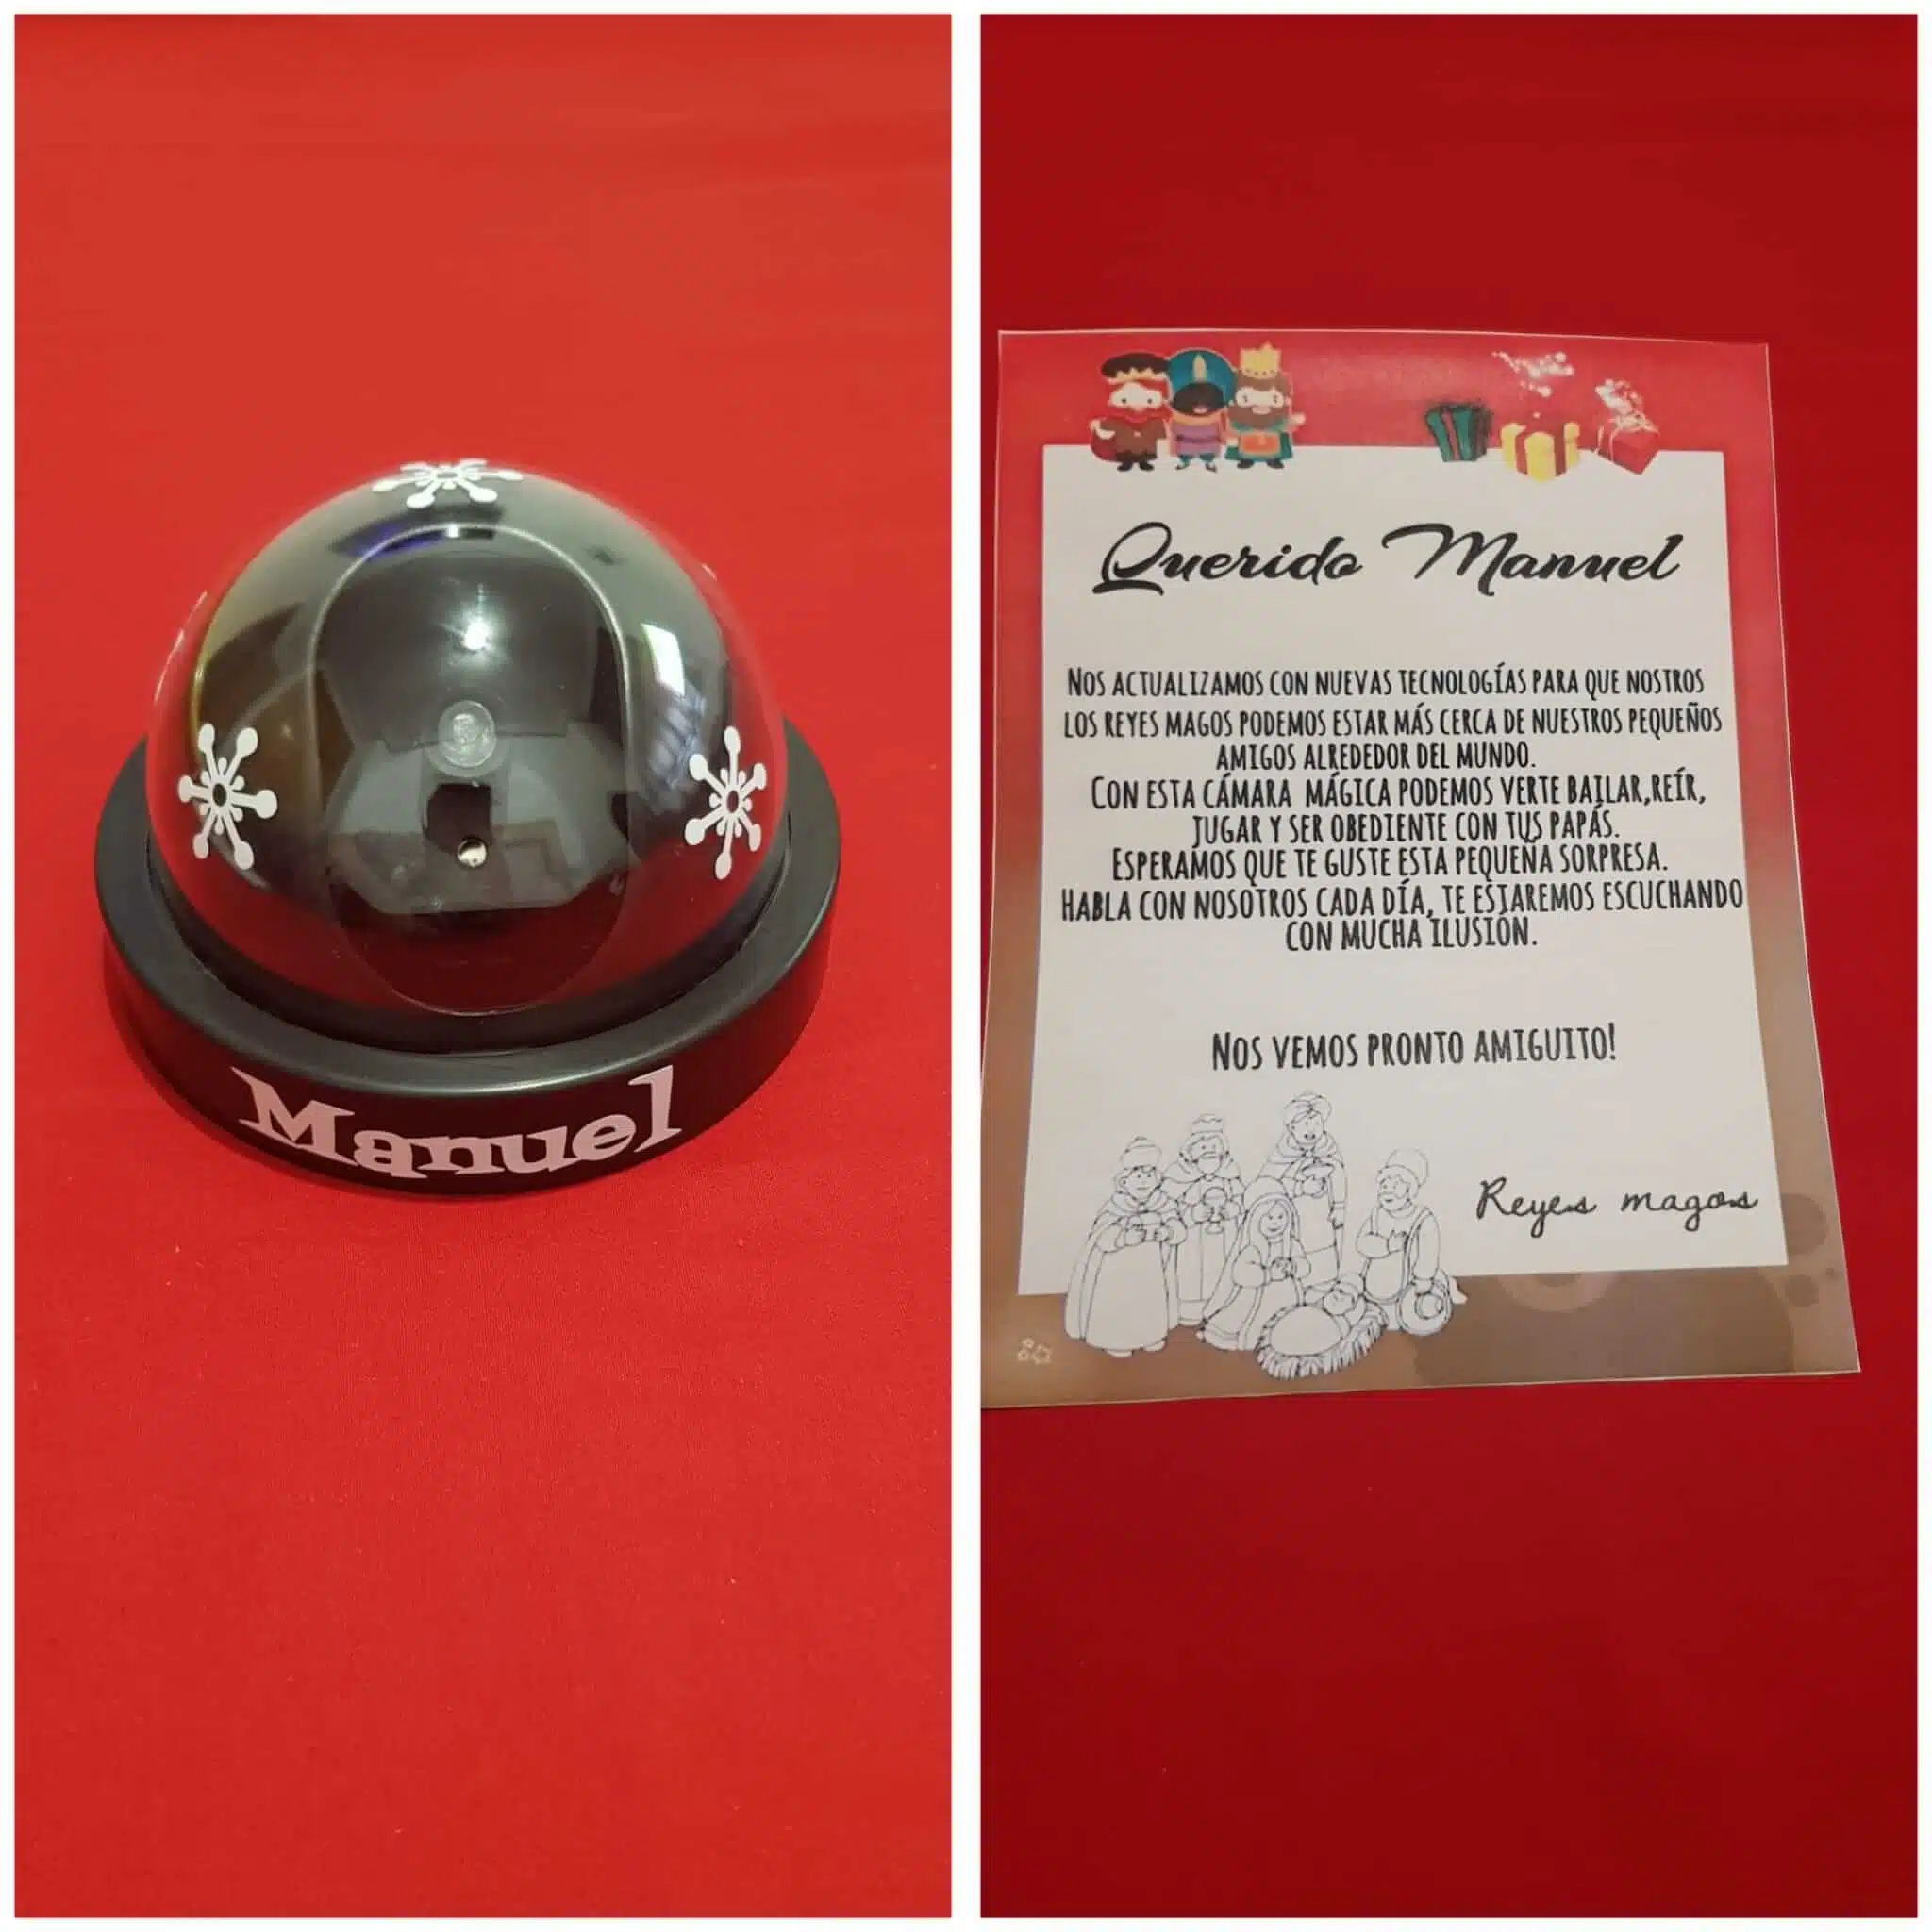 Manuel
Querido Manuel
NOS ACTUALIZAMOS CON NUEVAS TECNOLOGÍAS PARA QUE NOSTROS
LOS REYES MAGOS PODEMOS ESTAR MÁS CERCA DE NUESTROS PEQUEÑOS
AMIGOS ALREDEDOR DEL MUNDO.
CON ESTA CÁMARA MÁGICA PODEMOS VERTE BAILAR,REÍR,
JUGAR Y SER OBEDIENTE CON TUS PAPÁS.
ESPERAMOS QUE TE GUSTE ESTA PEQUEÑA SORPRESA.
HABLA CON NOSOTROS CADA DÍA, TE ESTAREMOS ESCUCHANDO
CON MUCHA ILUSIÓN.
NOS VEMOS PRONTO AMIGUITO!
Reyes magos